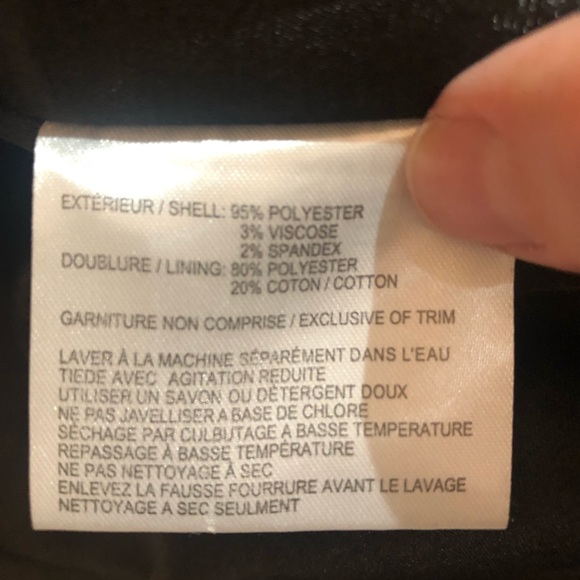 EXTÉRIEUR / SHELL: 95% POLYESTER
3% VISCOSE
2% SPANDEX
DOUBLURE / LINING: 80% POLYESTER
20% COTON / COTTON
GARNITURE NON COMPRISE / EXCLUSIVE OF TRIM
LAVER À LA MACHINE SÉPARÉMENT DANS L'EAU
TIEDE AVEC AGITATION REDUITE
UTILISER UN SAVON OU DÉTERGENT DOUX
NE PAS JAVELLISER A BASE DE CHLORE
SÉCHAGE PAR CULBUTAGE A BASSE TEMPERATURE
REPASSAGE À BASSE TEMPÉRATURE
NE PAS NETTOYAGE À SEC
ENLEVEZ LA FAUSSE FOURRURE AVANT LE LAVAGE
NETTOYAGE A SEC SEULMENT